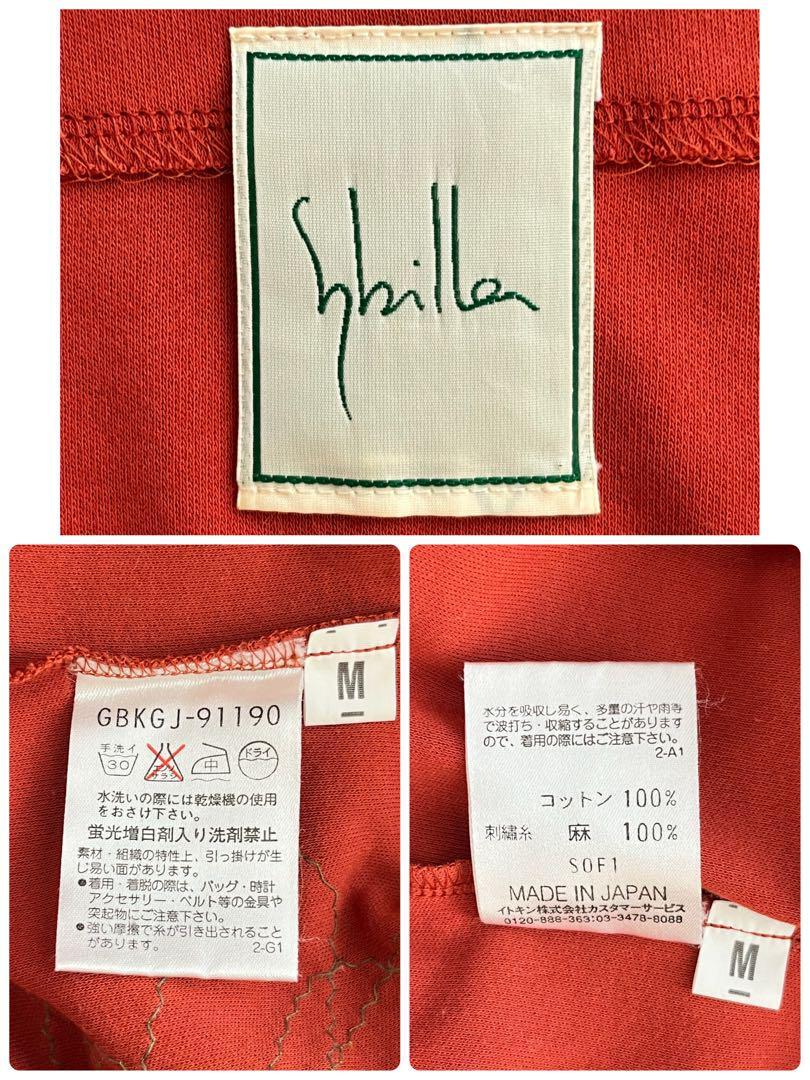 Sybilla
GBKGJ-91190
M
手洗イ
30
エンソ
サラシ
中
ドライ
水洗いの際には乾燥機の使用
をおさけ下さい。
蛍光増白剤入り洗剤禁止
素材・組織の特性上、引っ掛けが生
じ易い面があります。
●着用・着脱の際は、バッグ・時計
アクセサリー・ベルト等の金具や
突起物にご注意下さい。
●強い摩擦で糸が引き出されること
があります。
2-G1
水分を吸収し易く、多量の汗や雨等
で波打ち・収縮することがあります
ので、着用の際にはご注意下さい。
2-A1
コットン 100%
刺繍糸 麻 100%
SOF1
MADE IN JAPAN
イトキン株式会社カスタマーサービス
0120-888-363:03-3478-8088
M